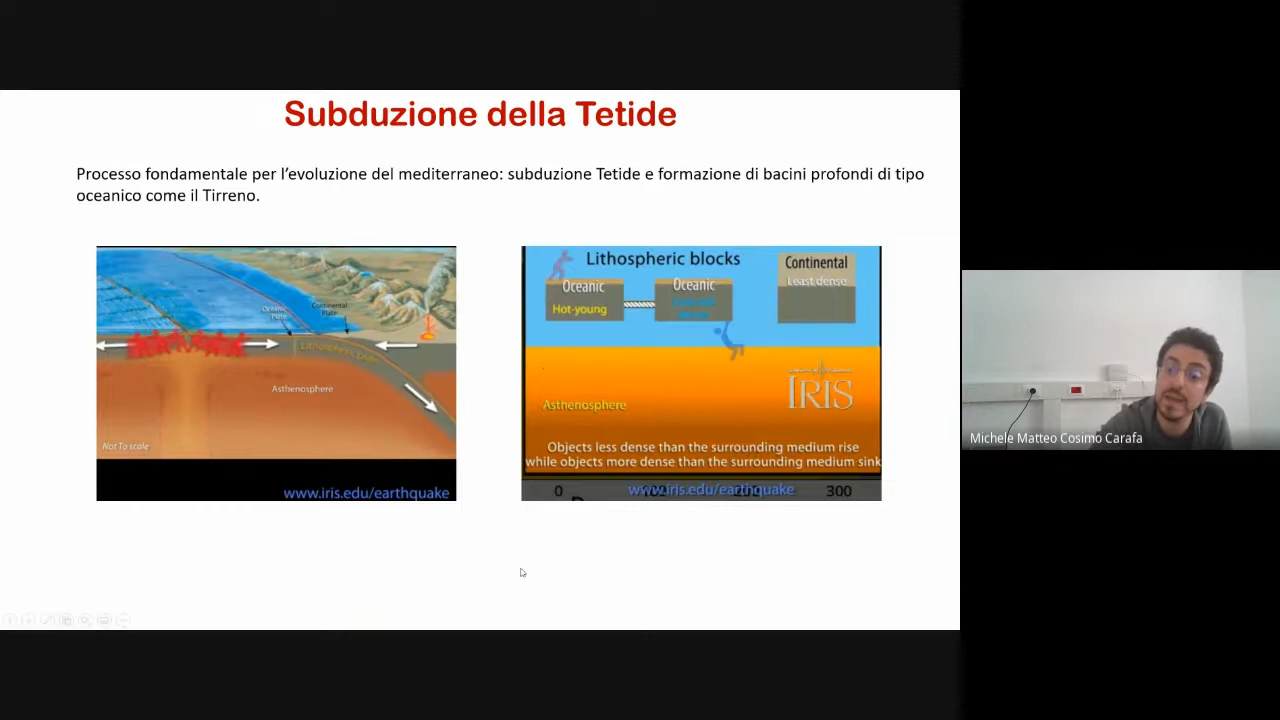 Subduzione della Tetide
Processo fondamentale per l'evoluzione del mediterraneo: subduzione Tetide e formazione di bacini profondi di tipo
oceanico come il Tirreno.
Oceanic
Plate
Continental
Plate
Lithospheric plate
Asthenosphere
Not To scale
www.iris.edu/earthquake
Lithospheric blocks
Oceanic
Hot-young
Oceanic
Continental
Least dense
Asthenosphere
IRIS
Objects less dense than the surrounding medium rise
while objects more dense than the surrounding medium sink
0
300
www.iris.edu/earthquake
Michele Matteo Cosimo Carafa